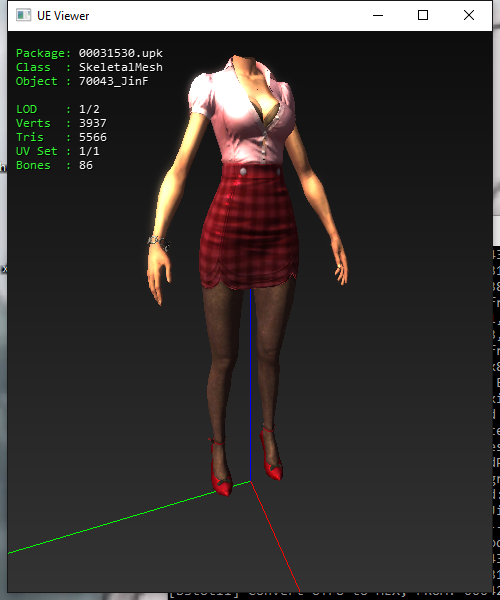 UE Viewer
Package: 00031530.upk
Class  : SkeletalMesh
Object : 70043_JinF
LOD    : 1/2
Verts  : 3937
Tris   : 5566
UV Set : 1/1
Bones  : 86